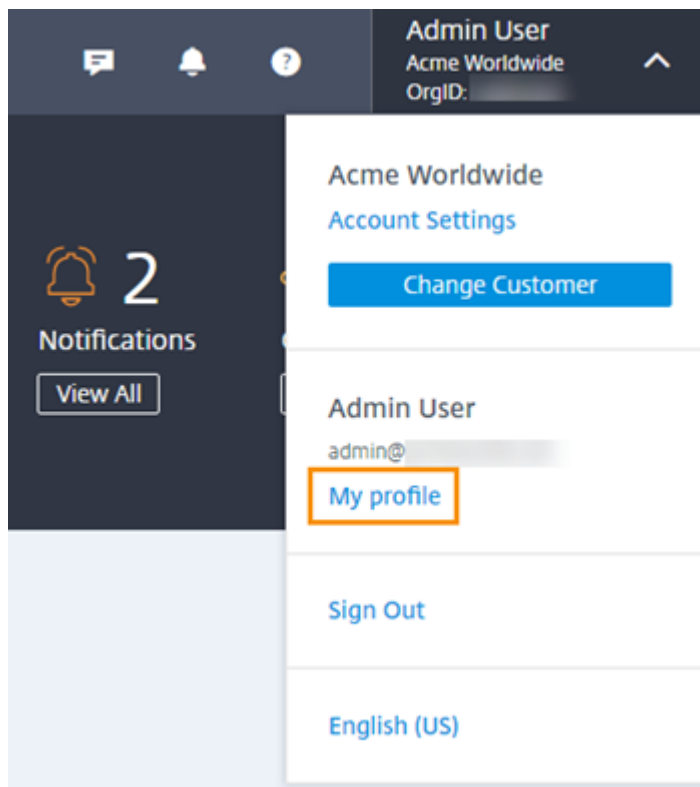 Admin User
Acme Worldwide
OrgID:
Acme Worldwide
Account Settings
Change Customer
2
Notifications
View All
Admin User
admin@
My profile
Sign Out
English (US)